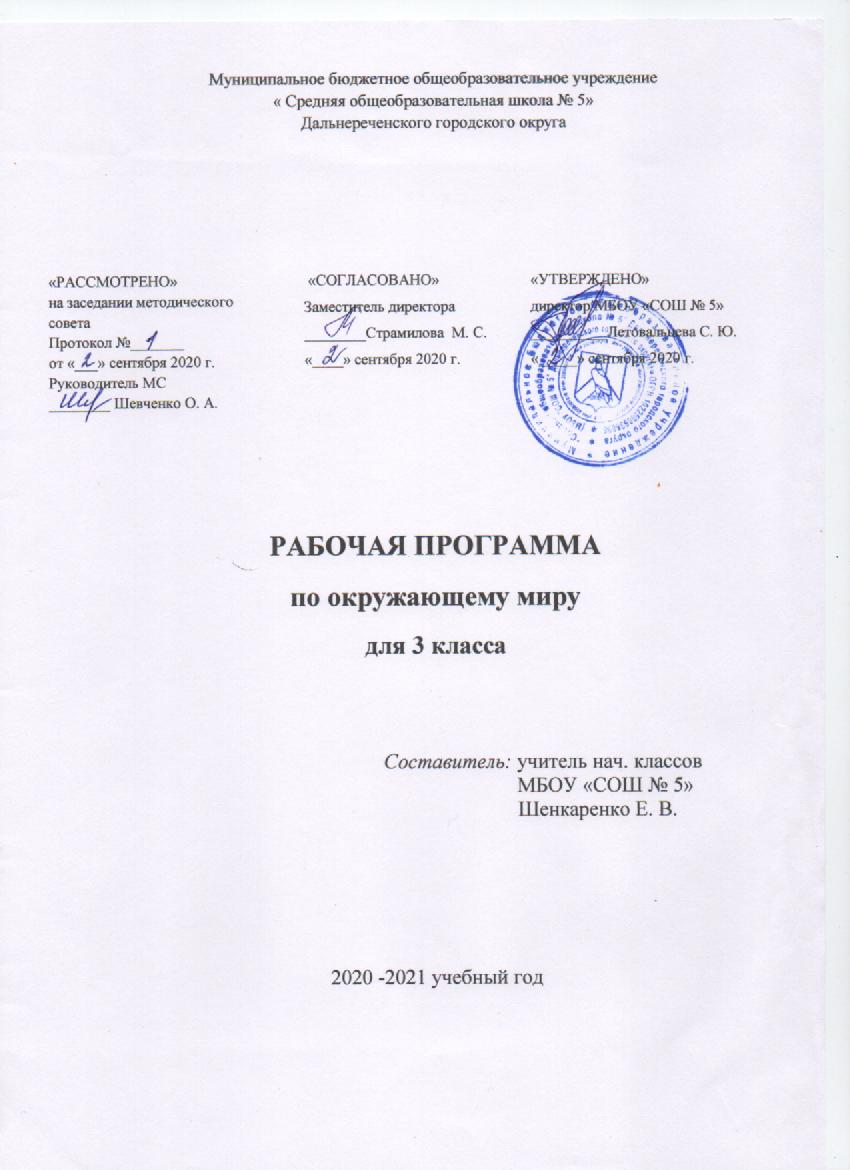 Муниципальное бюджетное общеобразовательное учреждение
« Средняя общеобразовательная школа № 5»
Дальнереченского городского округа
«РАССМОТРЕНО»
на заседании методического
совета
Протокол № 1
от « 2 » сентября 2020 г.
Руководитель МС
Шевченко О. А.
«СОГЛАСОВАНО»
Заместитель директора
Страмилова М. С.
« 2 » сентября 2020 г.
«УТВЕРЖДЕНО»
директор МБОУ «СОШ № 5»
Летовальцева С. Ю.
« 2 » сентября 2020 г.
РАБОЧАЯ ПРОГРАММА
по окружающему миру
для 3 класса
Составитель: учитель нач. классов
МБОУ «СОШ № 5»
Шенкаренко Е. В.
2020 -2021 учебный год